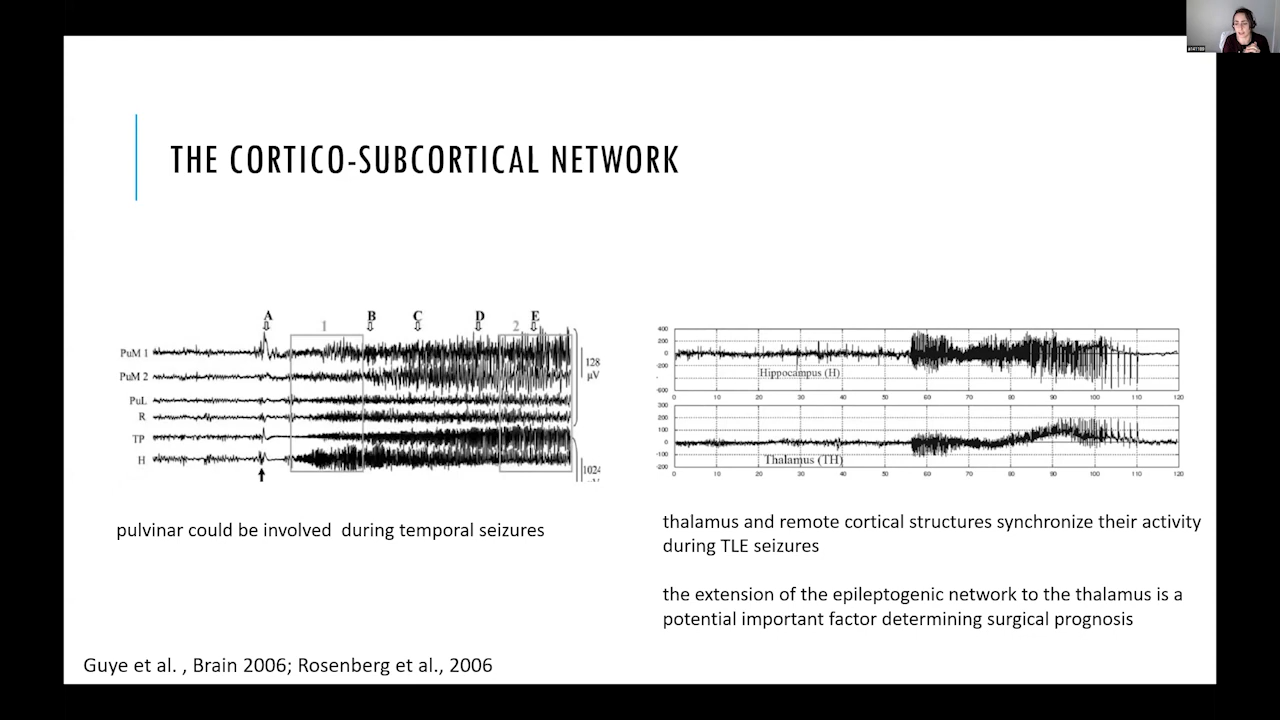 THE CORTICO-SUBCORTICAL NETWORK
A B C D E
1 2
PuM 1
PuM 2
PuL
R
TP
H
128
µV
1024
400
200
0
-200
-600
Hippocampus (H)
0 10 20 30 40 50 60 70 80 90 100 110 120
300
200
100
0
-100
-200
Thalamus (TH)
0 10 20 30 40 50 60 70 80 90 100 110 120
pulvinar could be involved during temporal seizures
thalamus and remote cortical structures synchronize their activity
during TLE seizures
the extension of the epileptogenic network to the thalamus is a
potential important factor determining surgical prognosis
Guye et al. , Brain 2006; Rosenberg et al., 2006